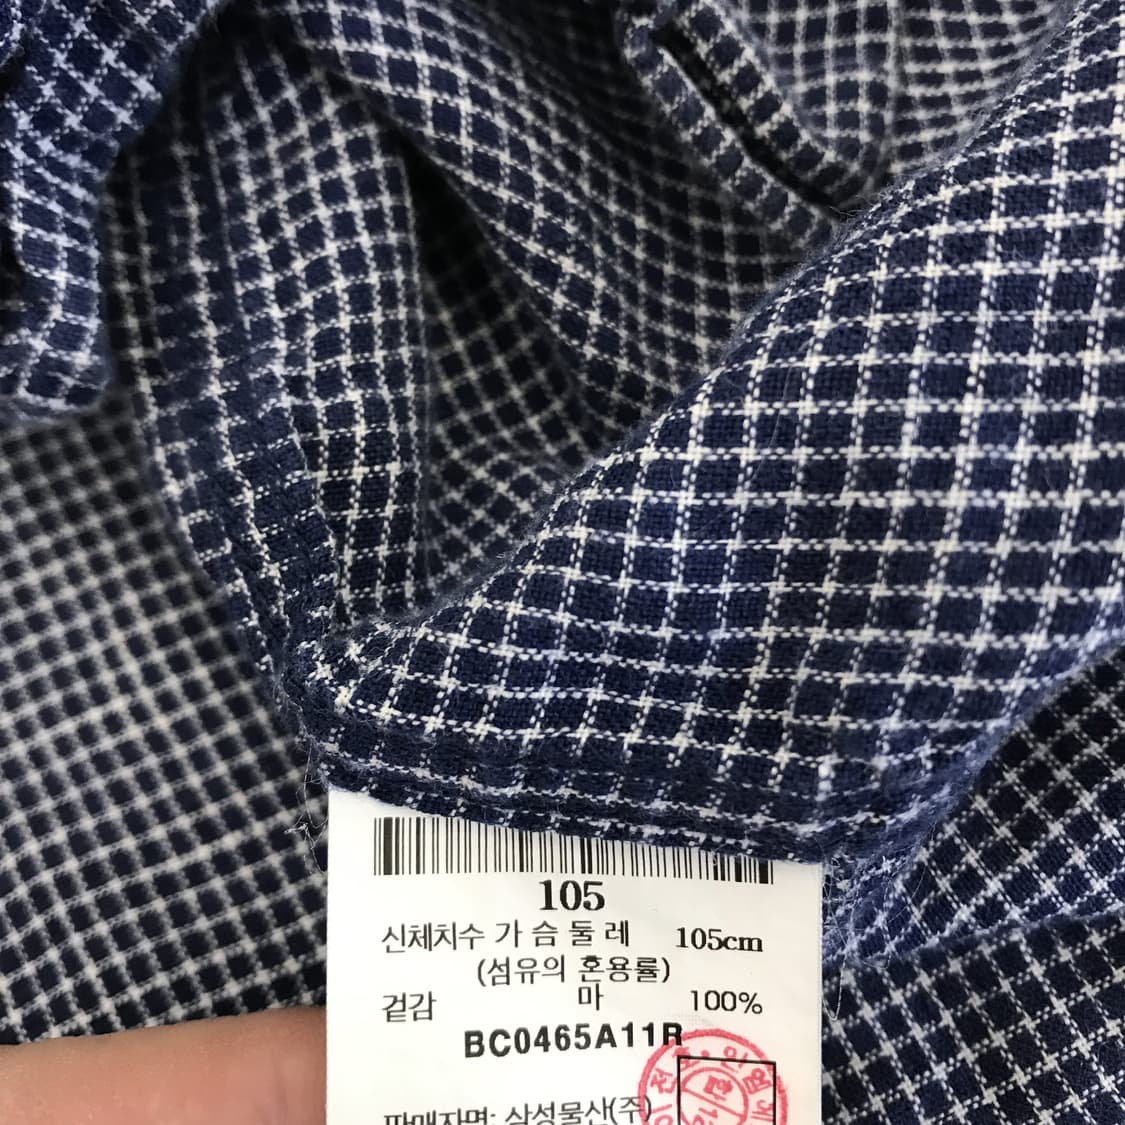 105
신체치수 가 슴 둘 레 105cm
(섬유의 혼용률)
겉감 마 100%
BC0465A11R
판매자명: 삼성물산(주)